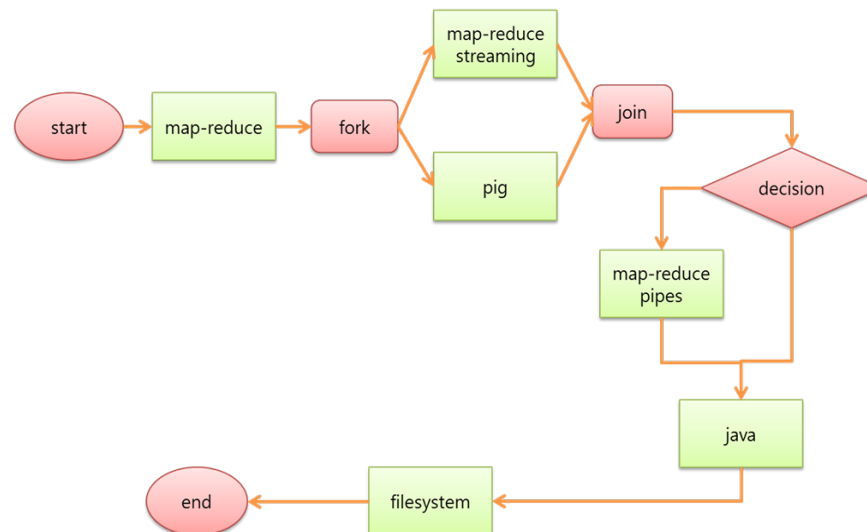 start
map-reduce
fork
map-reduce
streaming
pig
join
decision
map-reduce
pipes
java
filesystem
end